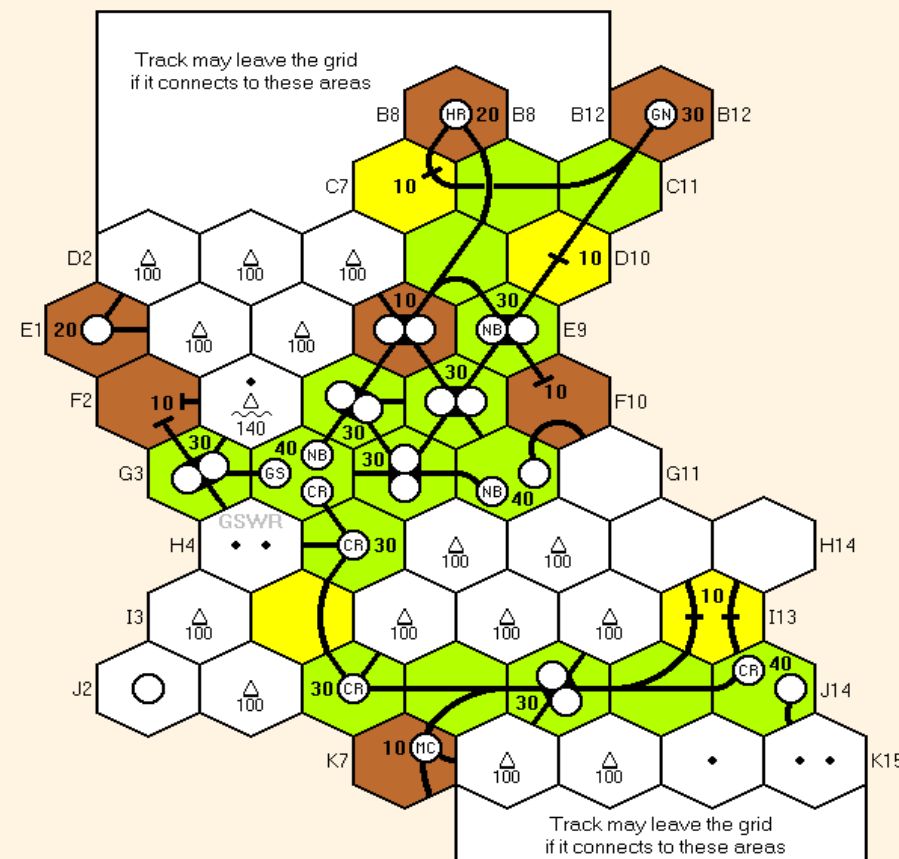 Track may leave the grid
if it connects to these areas
B8 HR 20 B8 B12 GN 30 B12
C7 10 C11
D2 100 100 100 10 D10
E1 20 100 100 10 30 NB E9
F2 10 140 30 30 10 F10
G3 30 GS 40 NB CR 30 NB 40 G11
GSWR
H4 CR 30 100 100 H14
I3 100 100 100 100 10 I13
J2 100 30 CR 30 CR 40 J14
K7 10 MC 100 100 K15
Track may leave the grid
if it connects to these areas